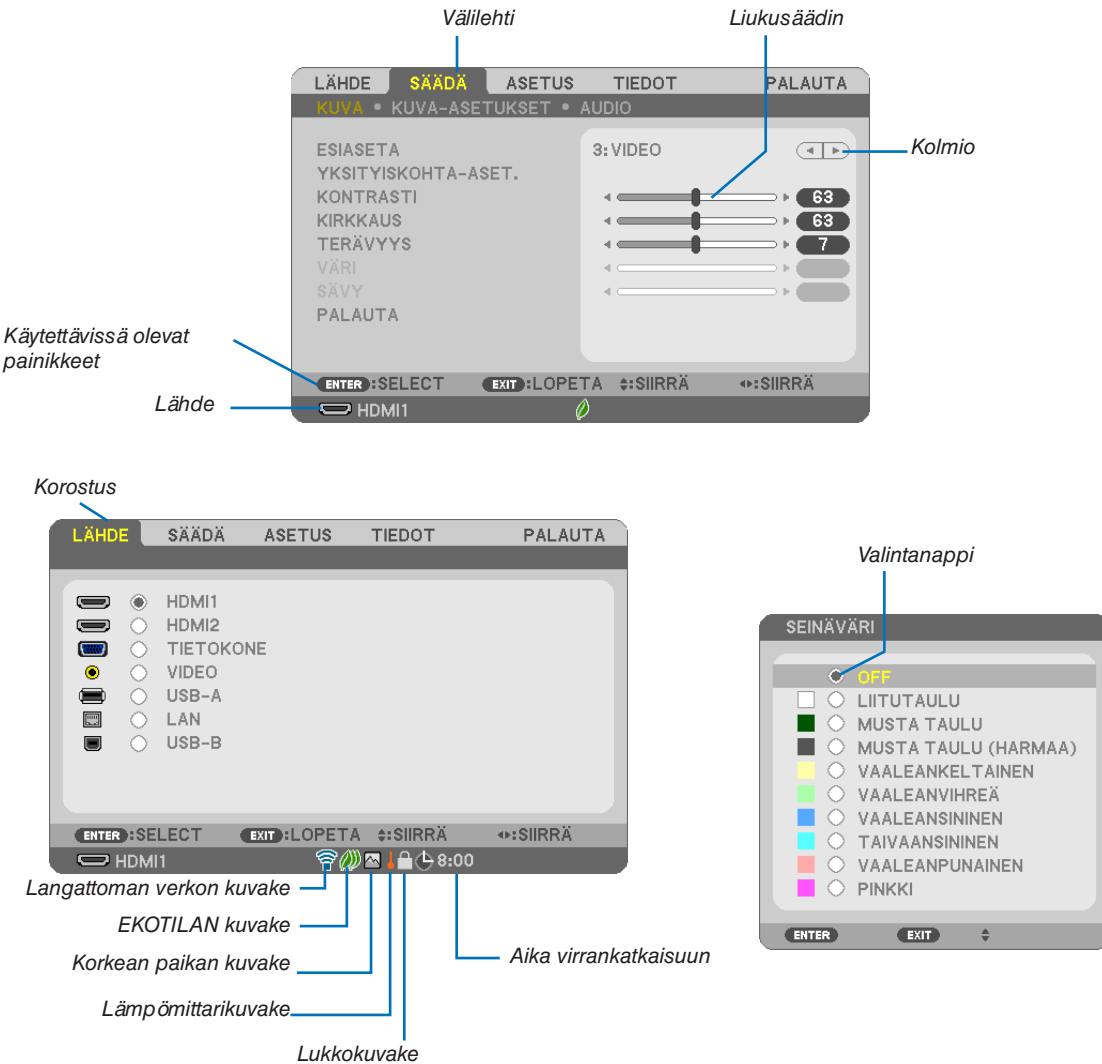 Välilehti
Liukusäädin
LÄHDE SÄÄDÄ ASETUS TIEDOT PALAUTA
KUVA • KUVA-ASETUKSET • AUDIO
ESIASETA 3:VIDEO
Kolmio
YKSITYISKOHTA-ASET.
KONTRASTI 63
KIRKKAUS 63
TERÄVYYS 7
VÄRI
SÄVY
PALAUTA
Käytettävissä olevat
painikkeet
ENTER:SELECT EXIT:LOPETA :SIIRRÄ :SIIRRÄ
Lähde
HDMI1
Korostus
LÄHDE SÄÄDÄ ASETUS TIEDOT PALAUTA
HDMI1
HDMI2
TIETOKONE
VIDEO
USB-A
LAN
USB-B
ENTER:SELECT EXIT:LOPETA :SIIRRÄ :SIIRRÄ
HDMI1 8:00
Langattoman verkon kuvake
EKOTILAN kuvake
Korkean paikan kuvake
Aika virrankatkaisuun
Lämpömittarikuvake
Lukkokuvake
Valintanappi
SEINÄVÄRI
OFF
LIITUTAULU
MUSTA TAULU
MUSTA TAULU (HARMAA)
VAALEANKELTAINEN
VAALEANVIHREÄ
VAALEANSININEN
TAIVAANSININEN
VAALEANPUNAINEN
PINKKI
ENTER EXIT